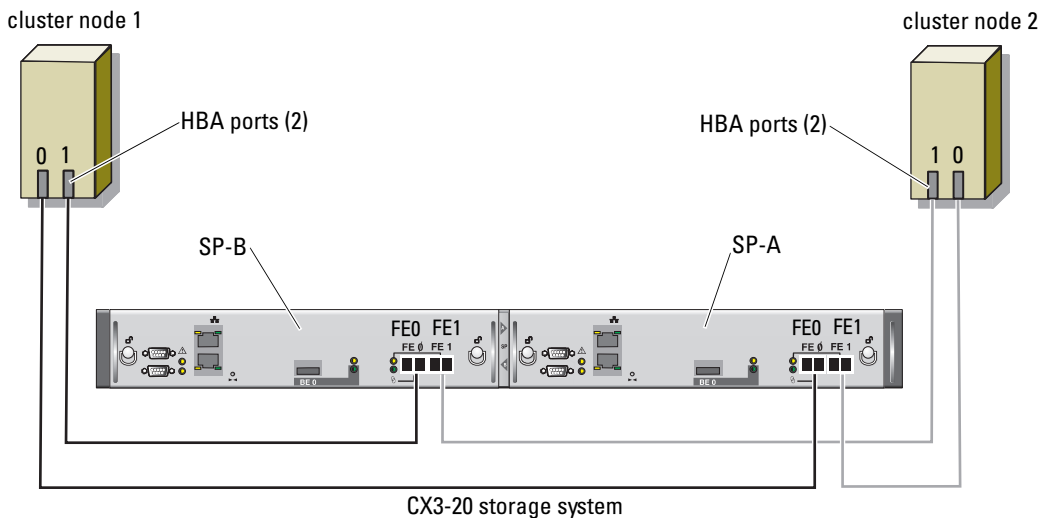 cluster node 1
cluster node 2
HBA ports (2)
HBA ports (2)
0 1
1 0
SP-B
SP-A
FE0 FE1
FE0 FE1
FE 0 FE 1
FE 0 FE 1
SP
BE 0
BE 0
CX3-20 storage system